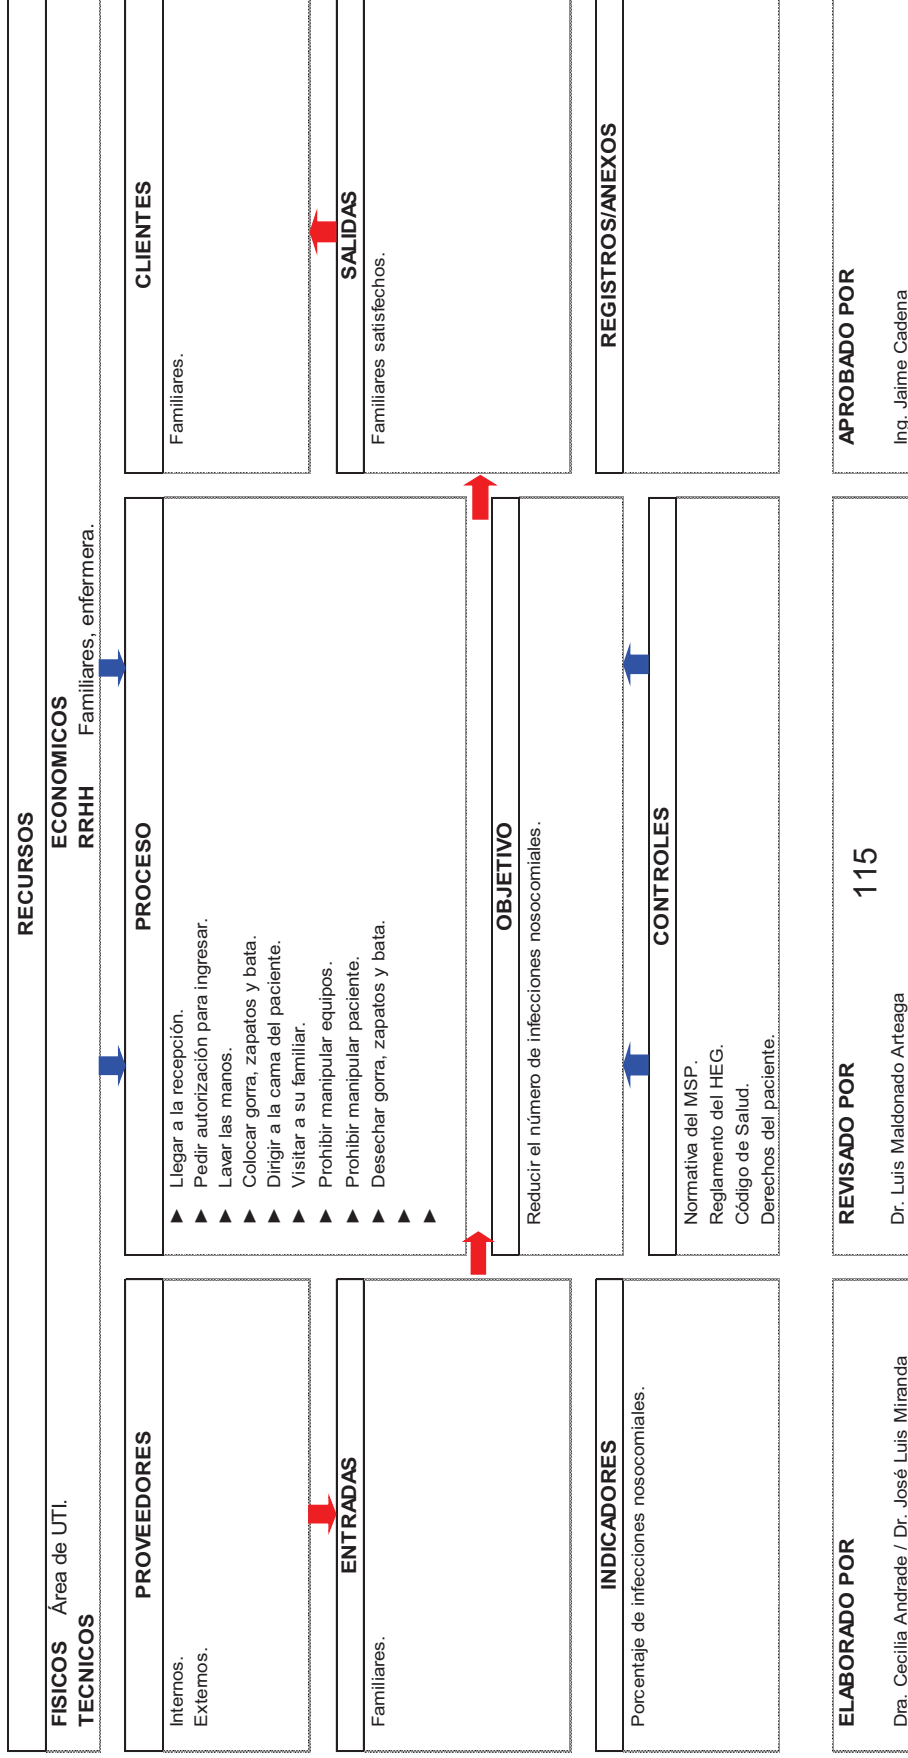 RECURSOS
FISICOS Área de UTI. ECONOMICOS
TECNICOS RRHH Familiares, enfermera.
PROVEEDORES
Internos.
Externos.
ENTRADAS
Familiares.
INDICADORES
Porcentaje de infecciones nosocomiales.
PROCESO
▶ Llegar a la recepción.
▶ Pedir autorización para ingresar.
▶ Lavar las manos.
▶ Colocar gorra, zapatos y bata.
▶ Dirigir a la cama del paciente.
▶ Visitar a su familiar.
▶ Prohibir manipular equipos.
▶ Prohibir manipular paciente.
▶ Desechar gorra, zapatos y bata.
▶
▶
OBJETIVO
Reducir el número de infecciones nosocomiales.
CONTROLES
Normativa del MSP.
Reglamento del HEG.
Código de Salud.
Derechos del paciente.
CLIENTES
Familiares.
SALIDAS
Familiares satisfechos.
REGISTROS/ANEXOS
ELABORADO POR
Dra. Cecilia Andrade / Dr. José Luis Miranda
REVISADO POR
Dr. Luis Maldonado Arteaga
APROBADO POR
Ing. Jaime Cadena
115